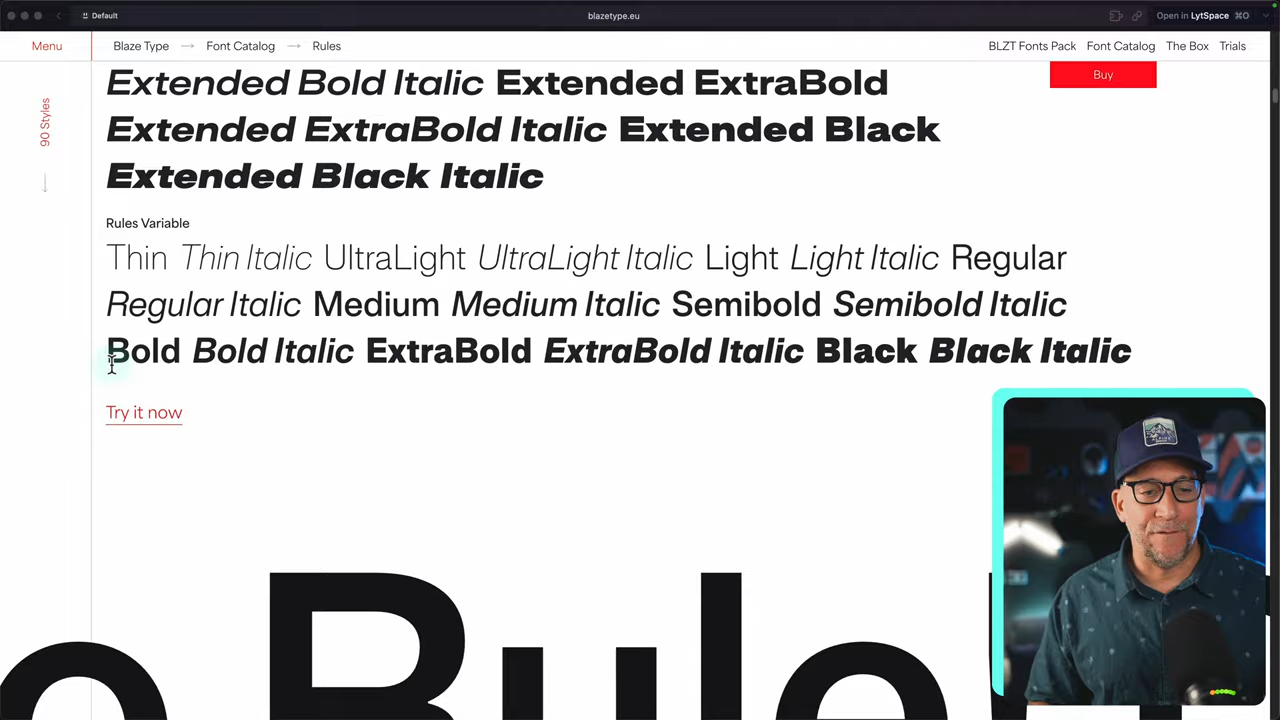 Default
blazetype.eu
Open in LytSpace ⌘O
Menu
Blaze Type → Font Catalog → Rules
BLZT Fonts Pack Font Catalog The Box Trials
Buy
90 Styles
Extended Bold Italic Extended ExtraBold
Extended ExtraBold Italic Extended Black
Extended Black Italic
Rules Variable
Thin Thin Italic UltraLight UltraLight Italic Light Light Italic Regular
Regular Italic Medium Medium Italic Semibold Semibold Italic
Bold Bold Italic ExtraBold ExtraBold Italic Black Black Italic
Try it now